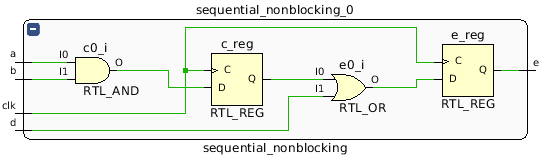 sequential_nonblocking_0
c0_i
c_reg
e0_i
e_reg
a
I0
O
b
I1
RTL_AND
C
D
Q
RTL_REG
I0
I1
O
RTL_OR
C
D
Q
RTL_REG
e
clk
d
sequential_nonblocking